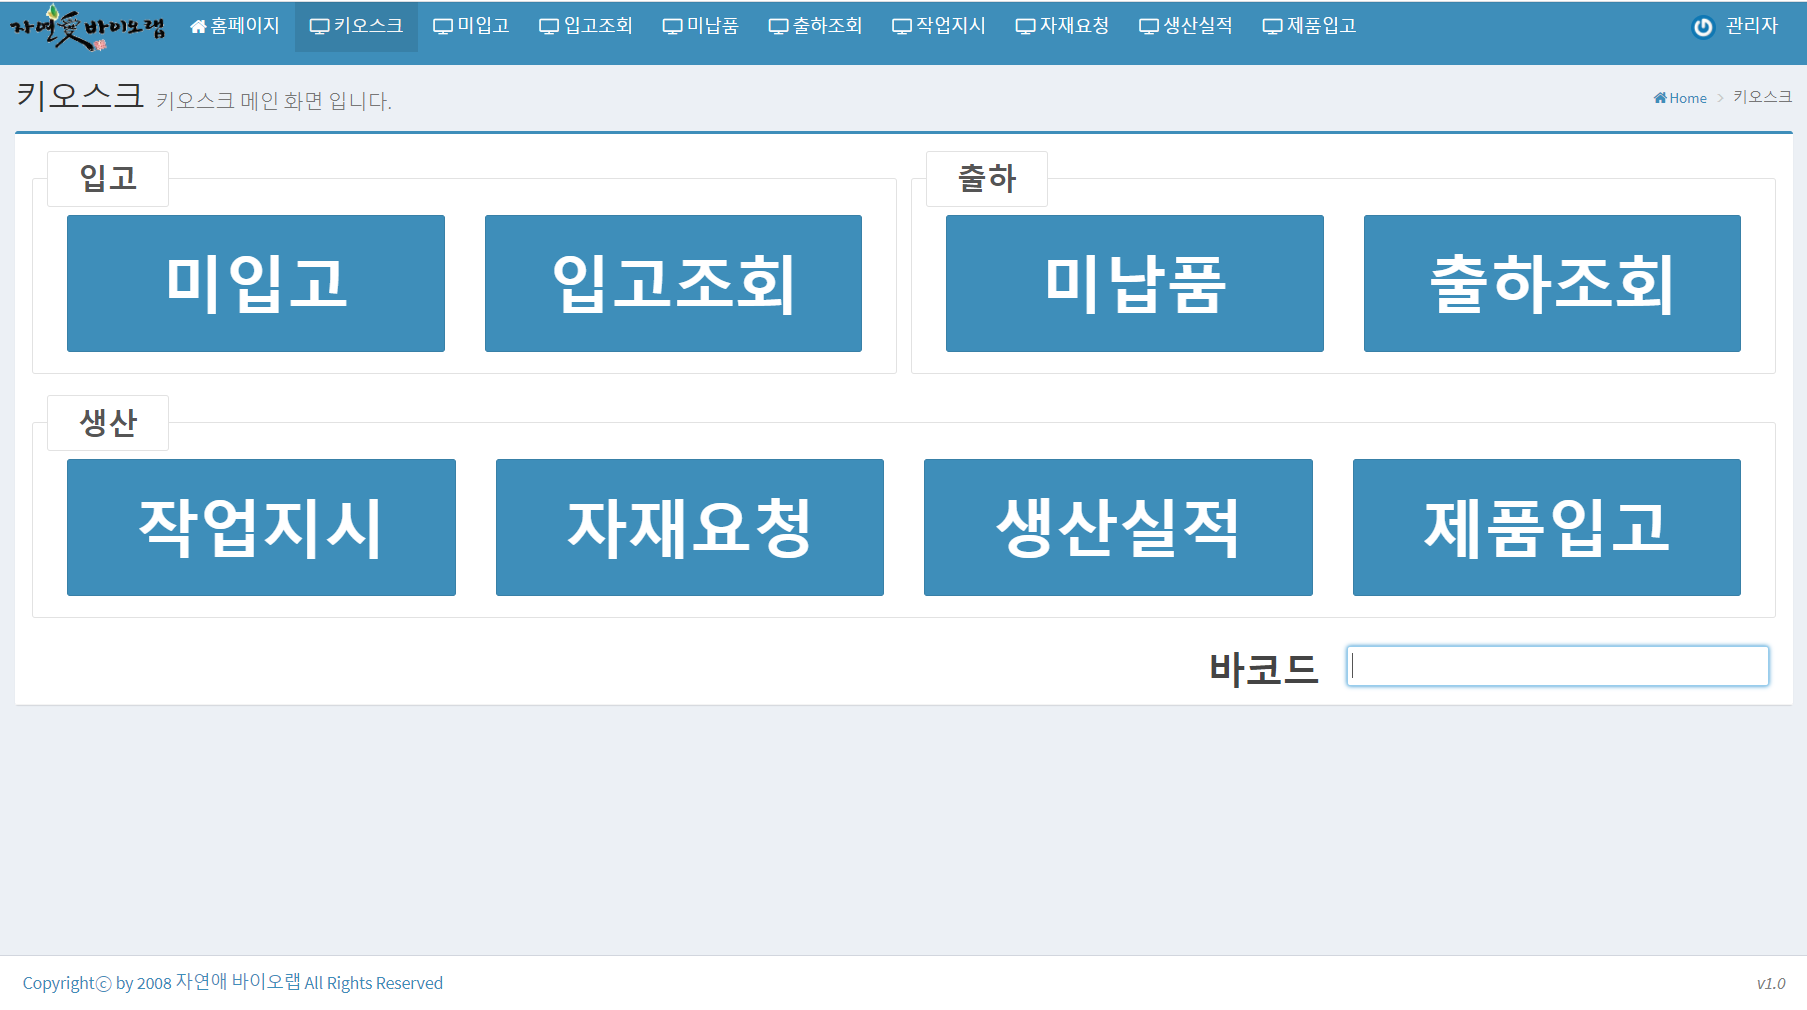 자연愛바이오랩 홈페이지 키오스크 미입고 입고조회 미납품 출하조회 작업지시 자재요청 생산실적 제품입고 관리자
키오스크 키오스크 메인 화면 입니다. Home > 키오스크
입고
미입고 입고조회
출하
미납품 출하조회
생산
작업지시 자재요청 생산실적 제품입고
바코드
Copyrightⓒ by 2008 자연애 바이오랩 All Rights Reserved v1.0